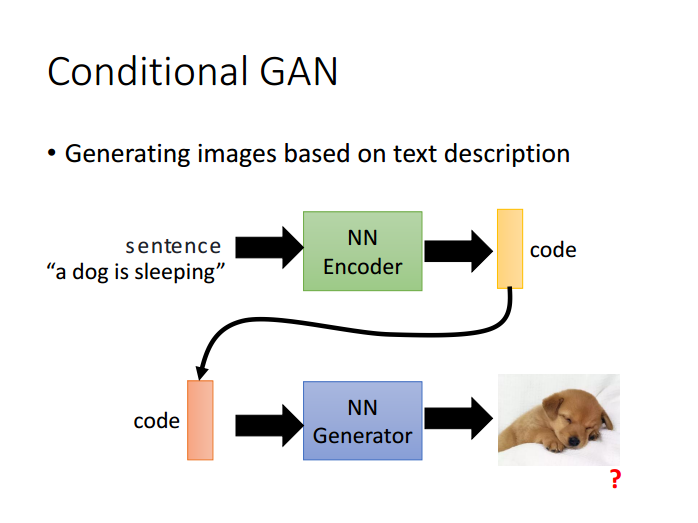 Conditional GAN
• Generating images based on text description
sentence
“a dog is sleeping”
NN
Encoder
code
code
NN
Generator
?